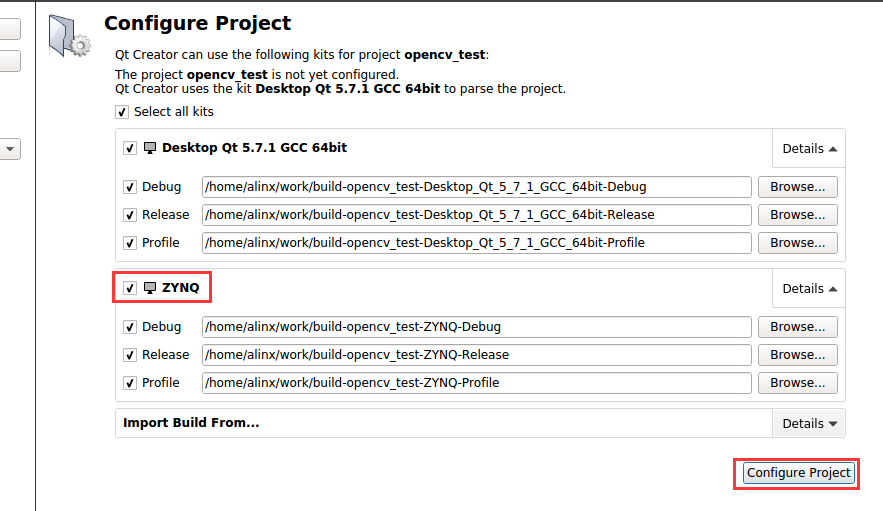 Configure Project
Qt Creator can use the following kits for project opencv_test:
The project opencv_test is not yet configured.
Qt Creator uses the kit Desktop Qt 5.7.1 GCC 64bit to parse the project.
Select all kits
Desktop Qt 5.7.1 GCC 64bit Details
Debug /home/alinx/work/build-opencv_test-Desktop_Qt_5_7_1_GCC_64bit-Debug Browse...
Release /home/alinx/work/build-opencv_test-Desktop_Qt_5_7_1_GCC_64bit-Release Browse...
Profile /home/alinx/work/build-opencv_test-Desktop_Qt_5_7_1_GCC_64bit-Profile Browse...
ZYNQ Details
Debug /home/alinx/work/build-opencv_test-ZYNQ-Debug Browse...
Release /home/alinx/work/build-opencv_test-ZYNQ-Release Browse...
Profile /home/alinx/work/build-opencv_test-ZYNQ-Profile Browse...
Import Build From... Details
Configure Project